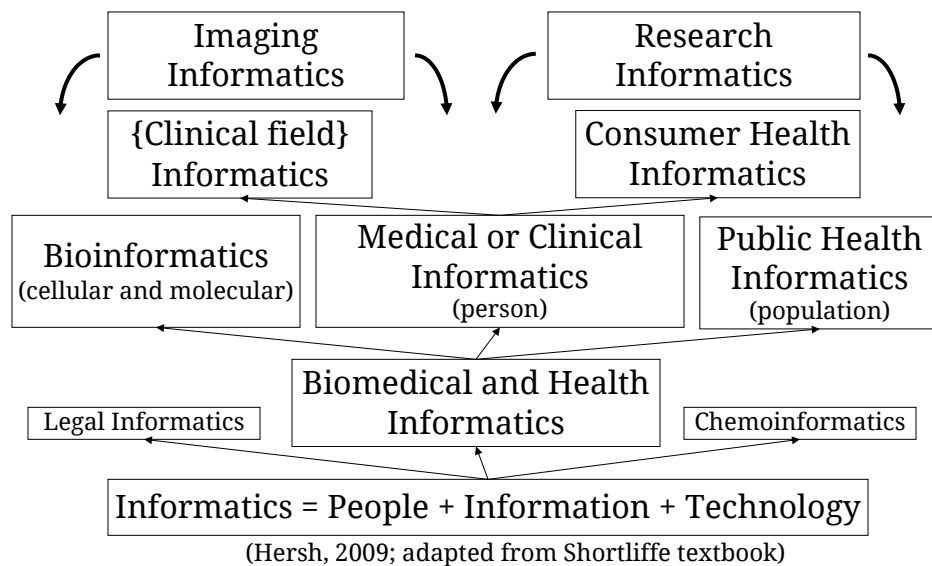 Imaging
Informatics
Research
Informatics
{Clinical field}
Informatics
Consumer Health
Informatics
Bioinformatics
(cellular and molecular)
Medical or Clinical
Informatics
(person)
Public Health
Informatics
(population)
Biomedical and Health
Informatics
Legal Informatics
Chemoinformatics
Informatics = People + Information + Technology
(Hersh, 2009; adapted from Shortliffe textbook)